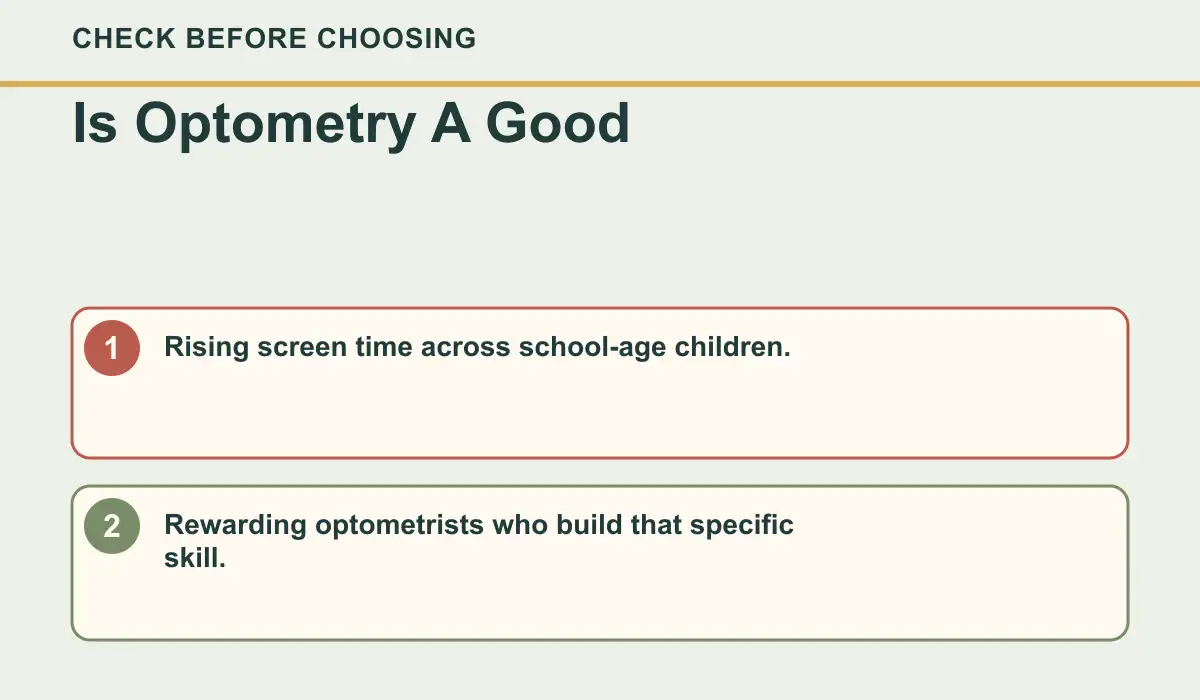 CHECK BEFORE CHOOSING
Is Optometry A Good
1
Rising screen time across school-age children.
2
Rewarding optometrists who build that specific
skill.